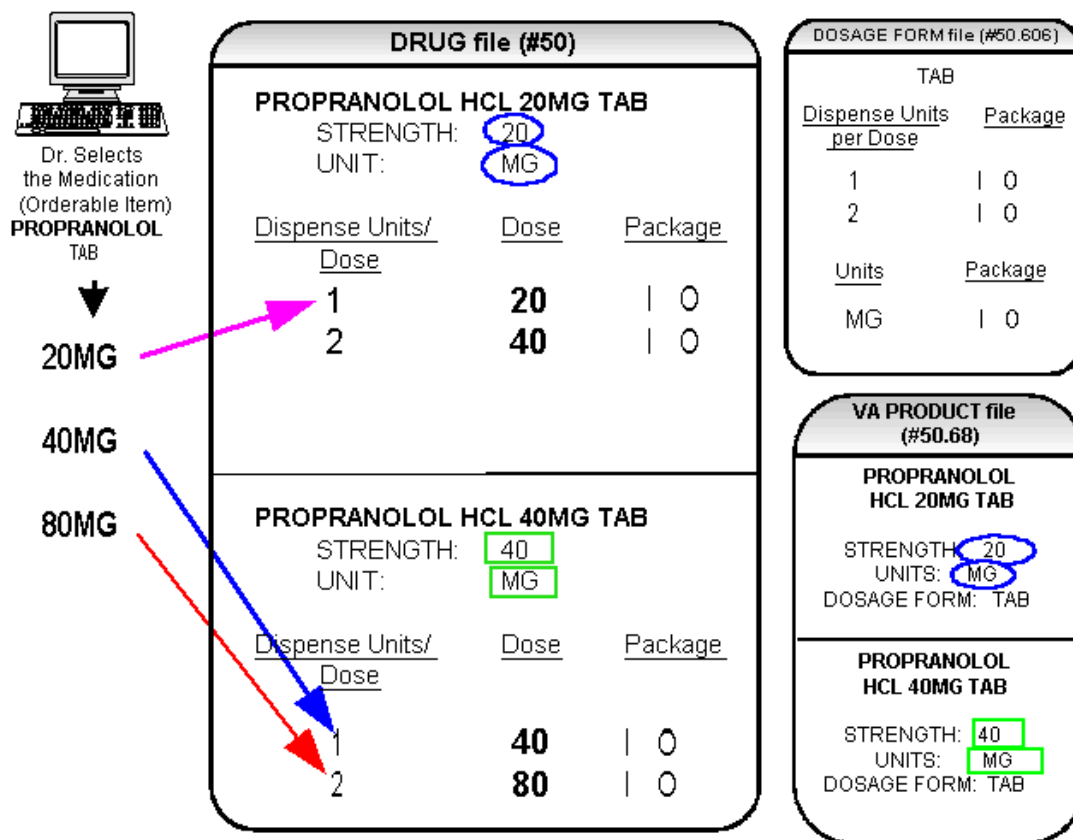 Dr. Selects
the Medication
(Orderable Item)
PROPRANOLOL
TAB
20MG
40MG
80MG
DRUG file (#50)
PROPRANOLOL HCL 20MG TAB
STRENGTH: 20
UNIT: MG
Dispense Units/ Dose Package
Dose
1 20 I O
2 40 I O
PROPRANOLOL HCL 40MG TAB
STRENGTH: 40
UNIT: MG
Dispense Units/ Dose Package
Dose
1 40 I O
2 80 I O
DOSAGE FORM file (#50.606)
TAB
Dispense Units Package
per Dose
1 I O
2 I O
Units Package
MG I O
VA PRODUCT file
(#50.68)
PROPRANOLOL
HCL 20MG TAB
STRENGTH: 20
UNITS: MG
DOSAGE FORM: TAB
PROPRANOLOL
HCL 40MG TAB
STRENGTH: 40
UNITS: MG
DOSAGE FORM: TAB